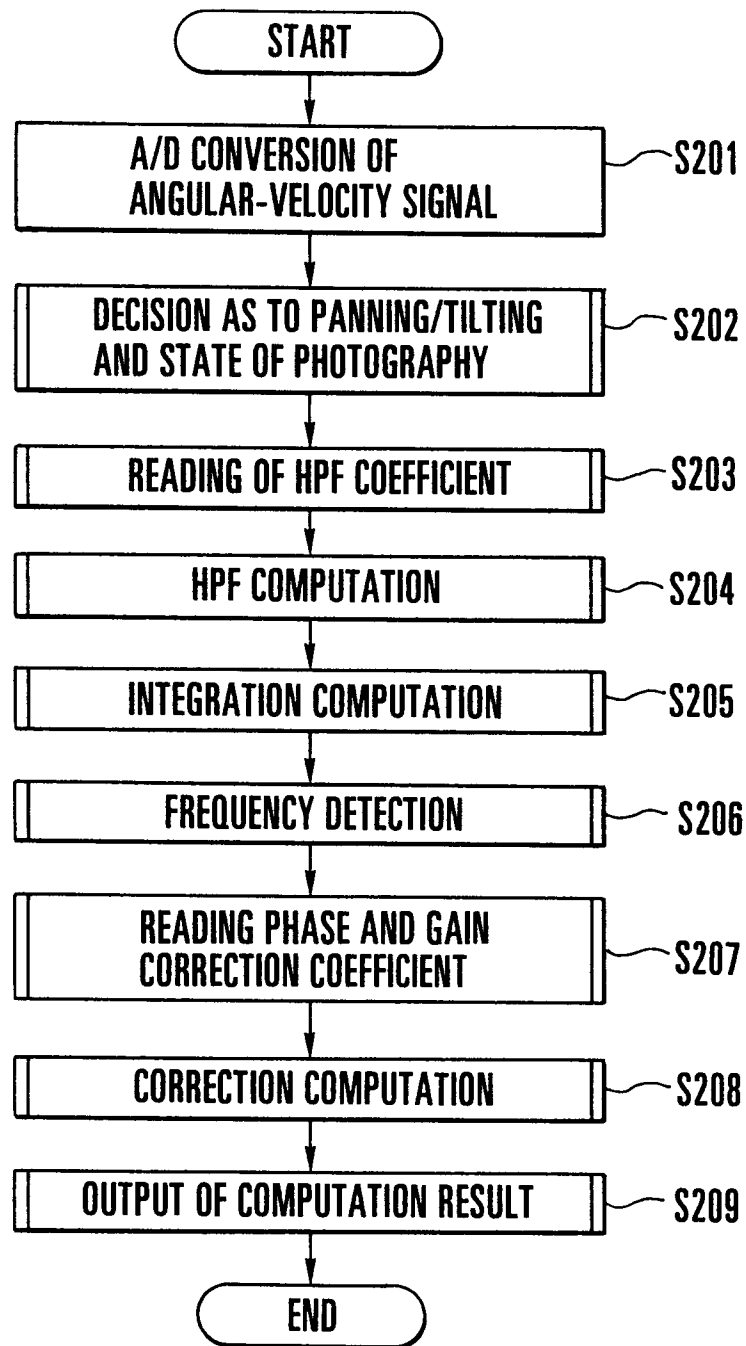 START
A/D CONVERSION OF
ANGULAR-VELOCITY SIGNAL
S201
DECISION AS TO PANNING/TILTING
AND STATE OF PHOTOGRAPHY
S202
READING OF HPF COEFFICIENT
S203
HPF COMPUTATION
S204
INTEGRATION COMPUTATION
S205
FREQUENCY DETECTION
S206
READING PHASE AND GAIN
CORRECTION COEFFICIENT
S207
CORRECTION COMPUTATION
S208
OUTPUT OF COMPUTATION RESULT
S209
END